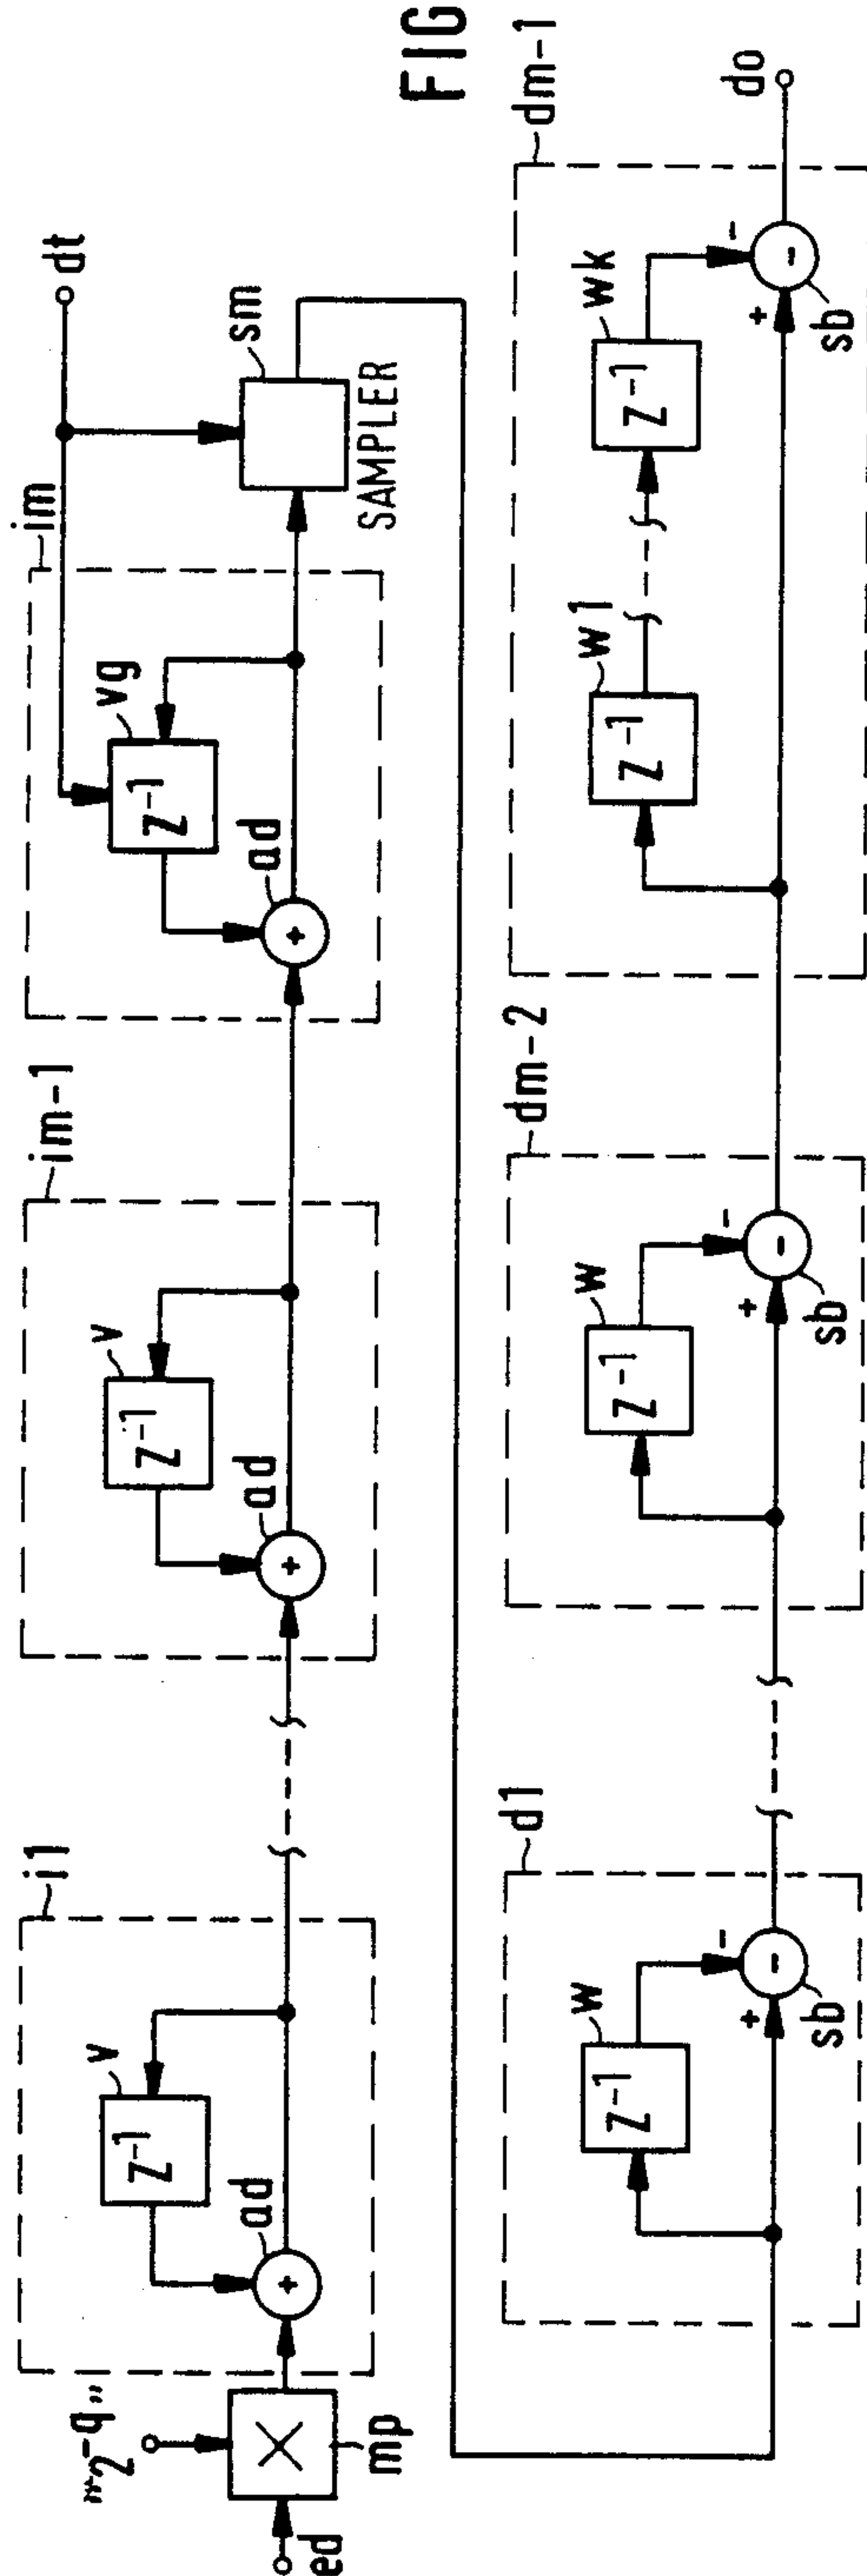 FIG
ed
"2⁻q"
mp
i1
v
Z⁻¹
ad
+
im-1
v
Z⁻¹
ad
+
im
vg
Z⁻¹
ad
+
dt
sm
SAMPLER
d1
w
Z⁻¹
+
-
-
sb
dm-2
w
Z⁻¹
+
-
-
sb
dm-1
w1
Z⁻¹
wk
Z⁻¹
+
-
-
sb
do